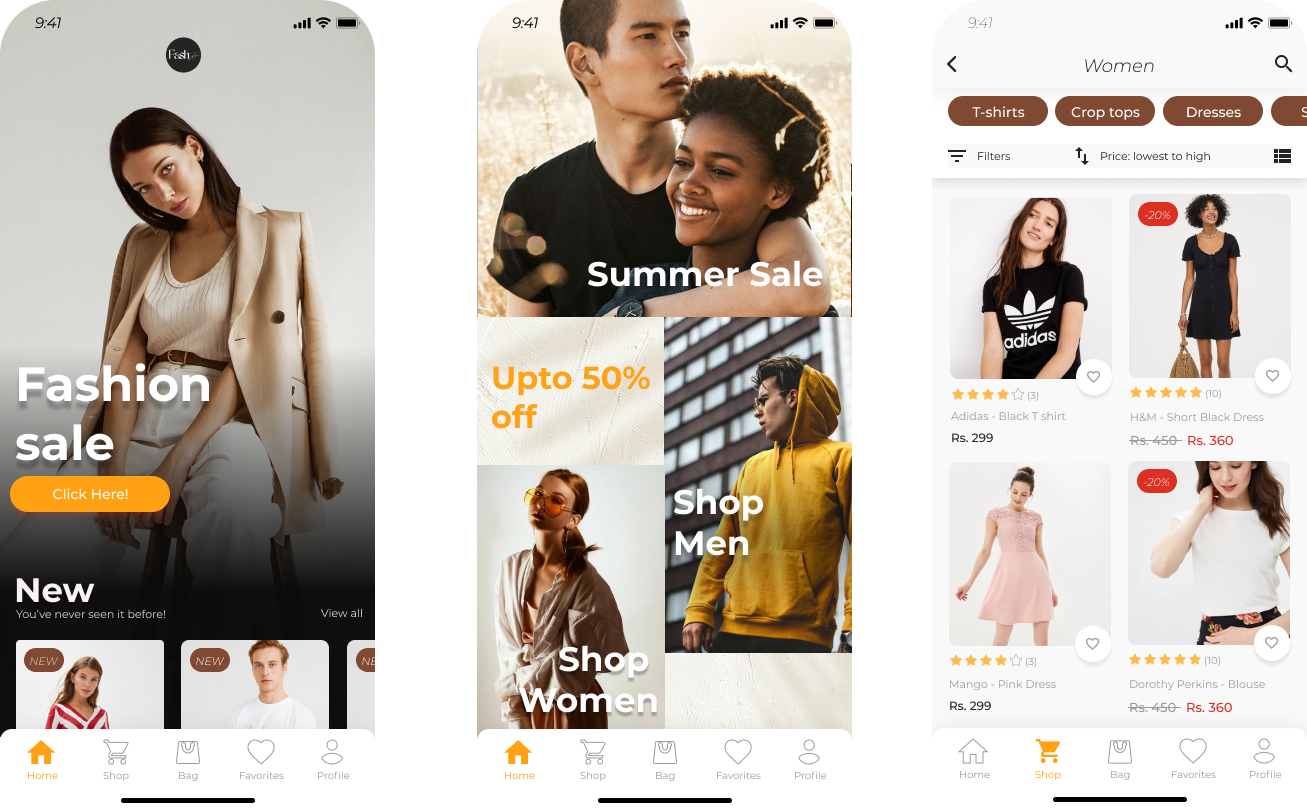 9:41
Fash
Fashion
sale
Click Here!
New
You've never seen it before!
View all
NEW
NEW
NE
Home
Shop
Bag
Favorites
Profile
9:41
Summer Sale
Upto 50%
off
Shop
Men
Shop
Women
Home
Shop
Bag
Favorites
Profile
9:41
Women
T-shirts
Crop tops
Dresses
S
Filters
Price: lowest to high
adidas
(3)
Adidas - Black T shirt
Rs. 299
-20%
(10)
H&M - Short Black Dress
Rs. 450 Rs. 360
(3)
Mango - Pink Dress
Rs. 299
-20%
(10)
Dorothy Perkins - Blouse
Rs. 450 Rs. 360
Home
Shop
Bag
Favorites
Profile